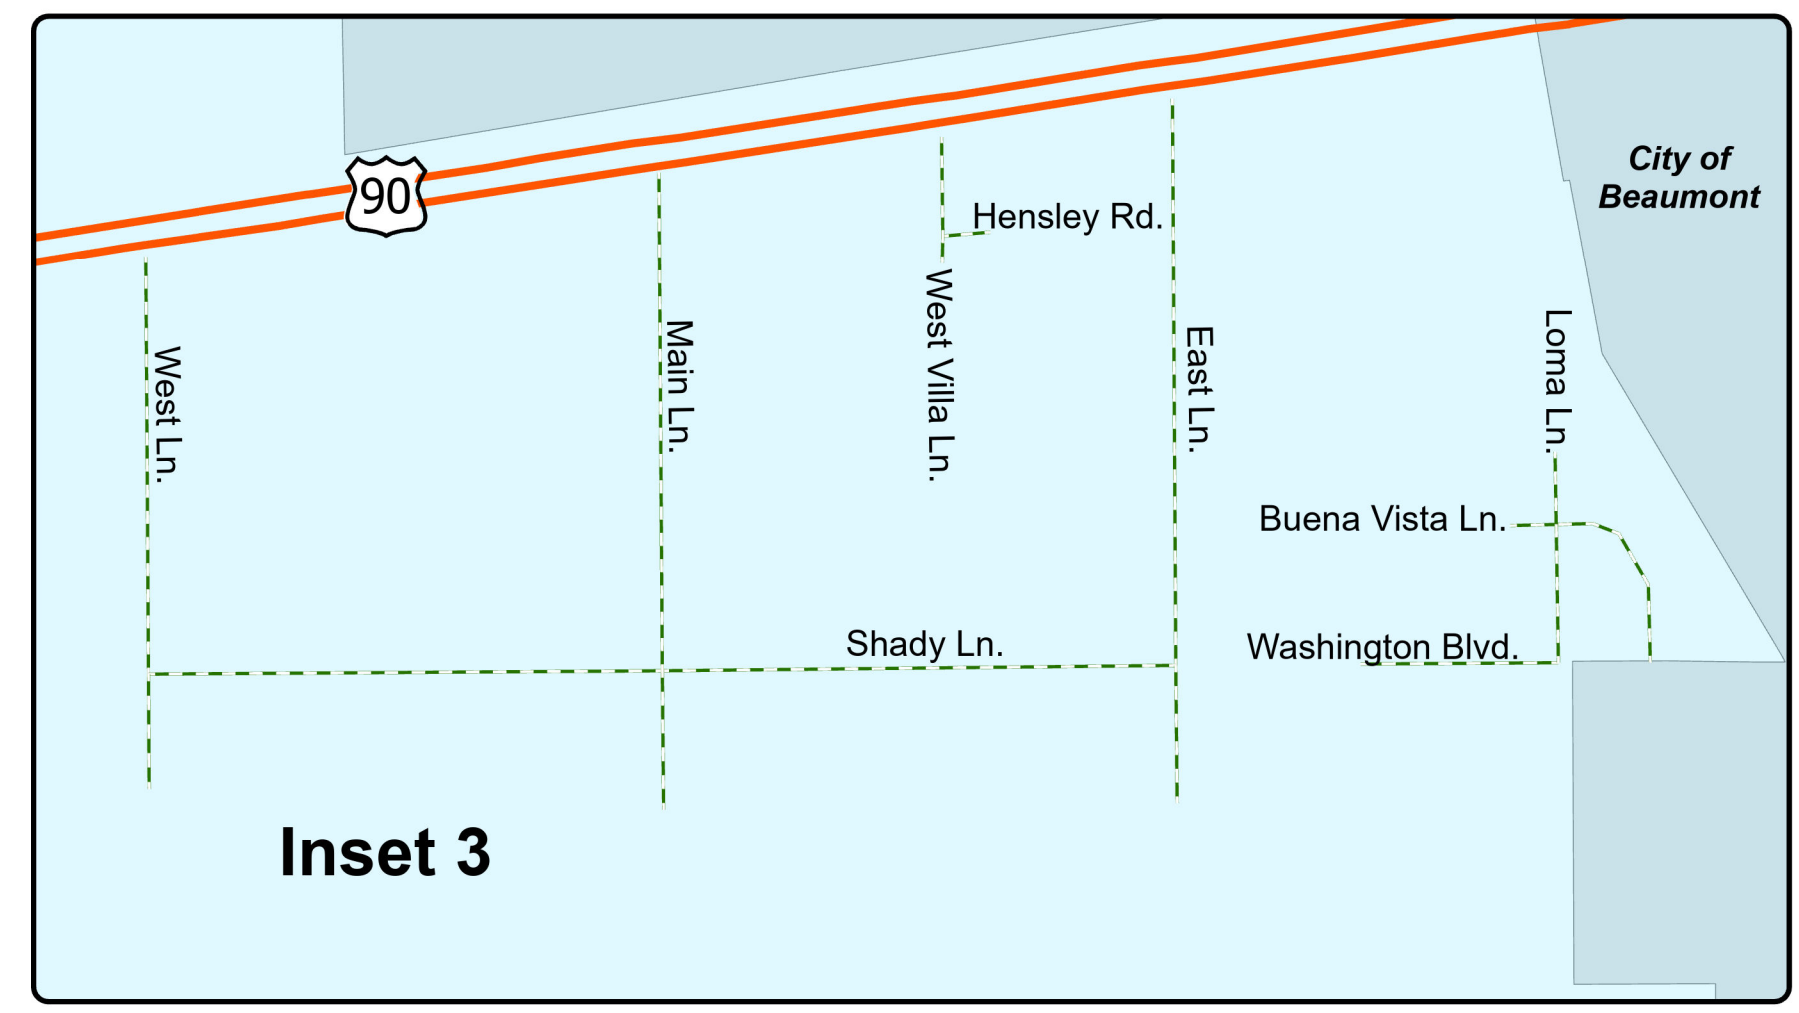 City of
Beaumont
90
Hensley Rd.
West Villa Ln.
Loma Ln.
Main Ln.
East Ln.
West Ln.
Buena Vista Ln.
Shady Ln.
Washington Blvd.
Inset 3